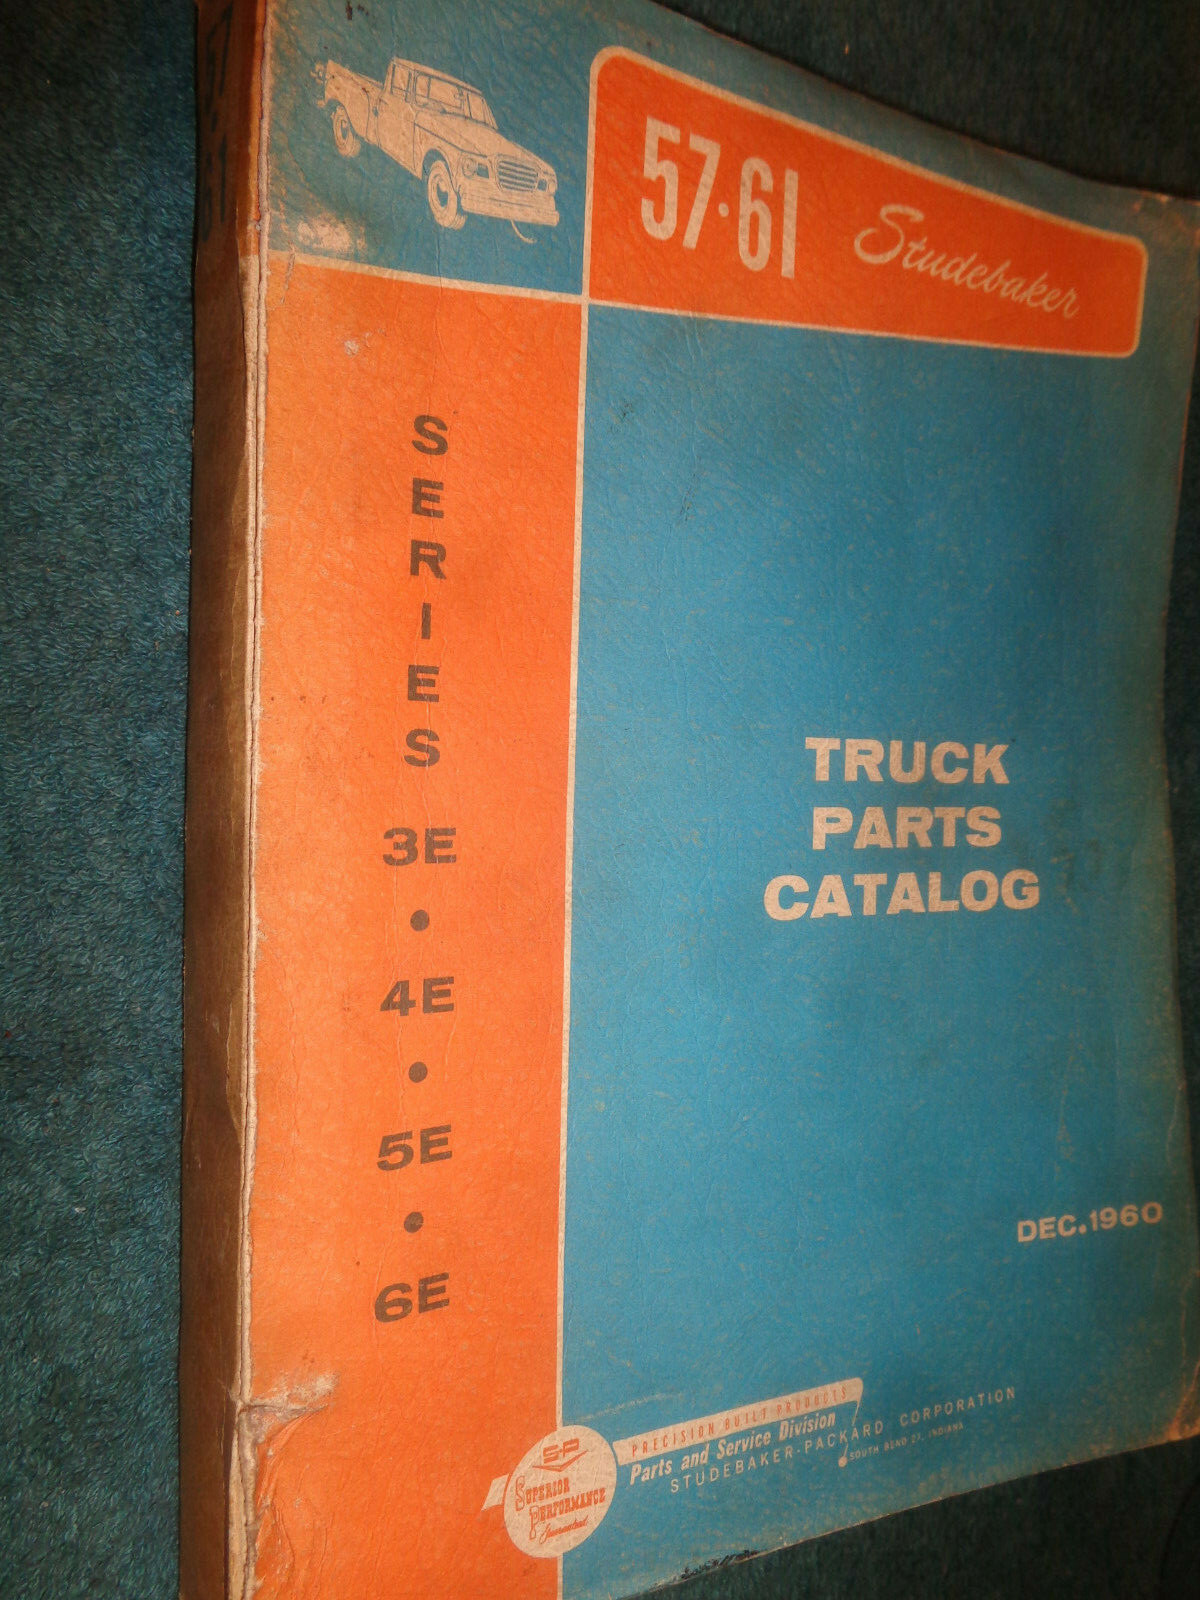 57·61 Studebaker
SERIES
3E
•
4E
•
5E
•
6E
TRUCK
PARTS
CATALOG
DEC.1960
PRECISION BUILT PRODUCTS
Parts and Service Division
STUDEBAKER-PACKARD CORPORATION
SOUTH BEND 27, INDIANA
S-P
SUPERIOR
PERFORMANCE
Guaranteed